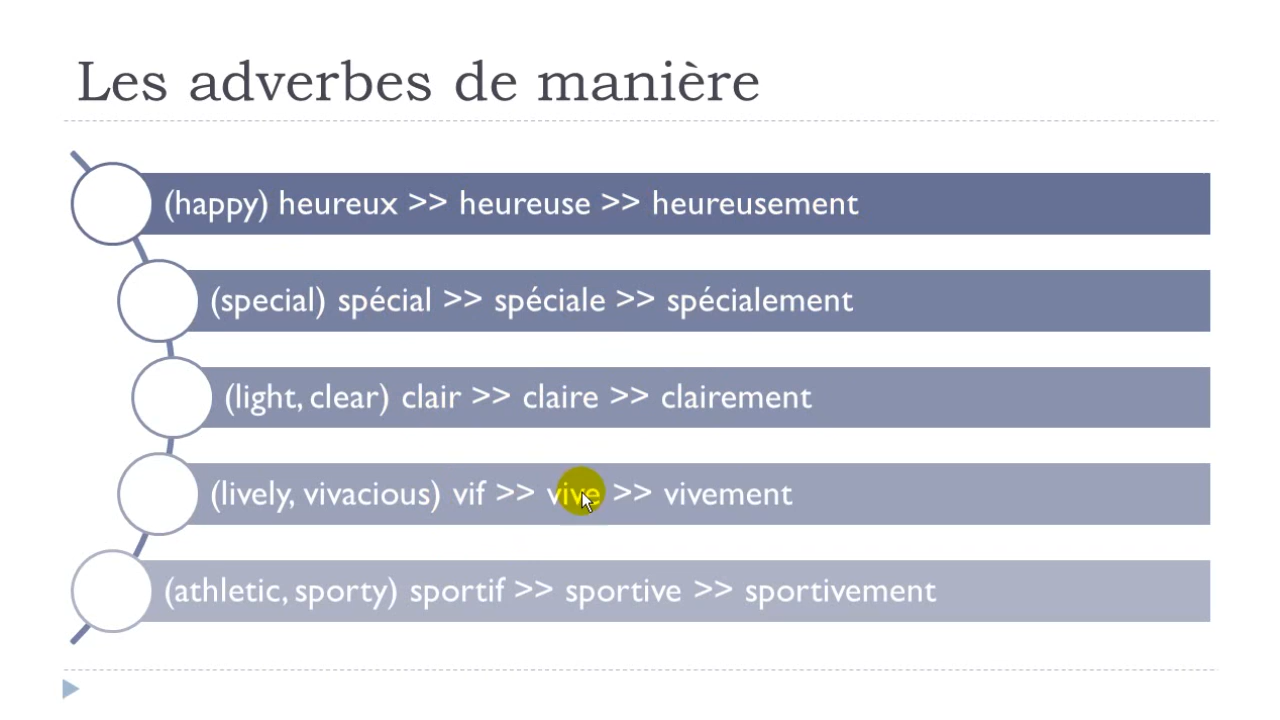 Les adverbes de manière
(happy) heureux >> heureuse >> heureusement
(special) spécial >> spéciale >> spécialement
(light, clear) clair >> claire >> clairement
(lively, vivacious) vif >> vive >> vivement
(athletic, sporty) sportif >> sportive >> sportivement